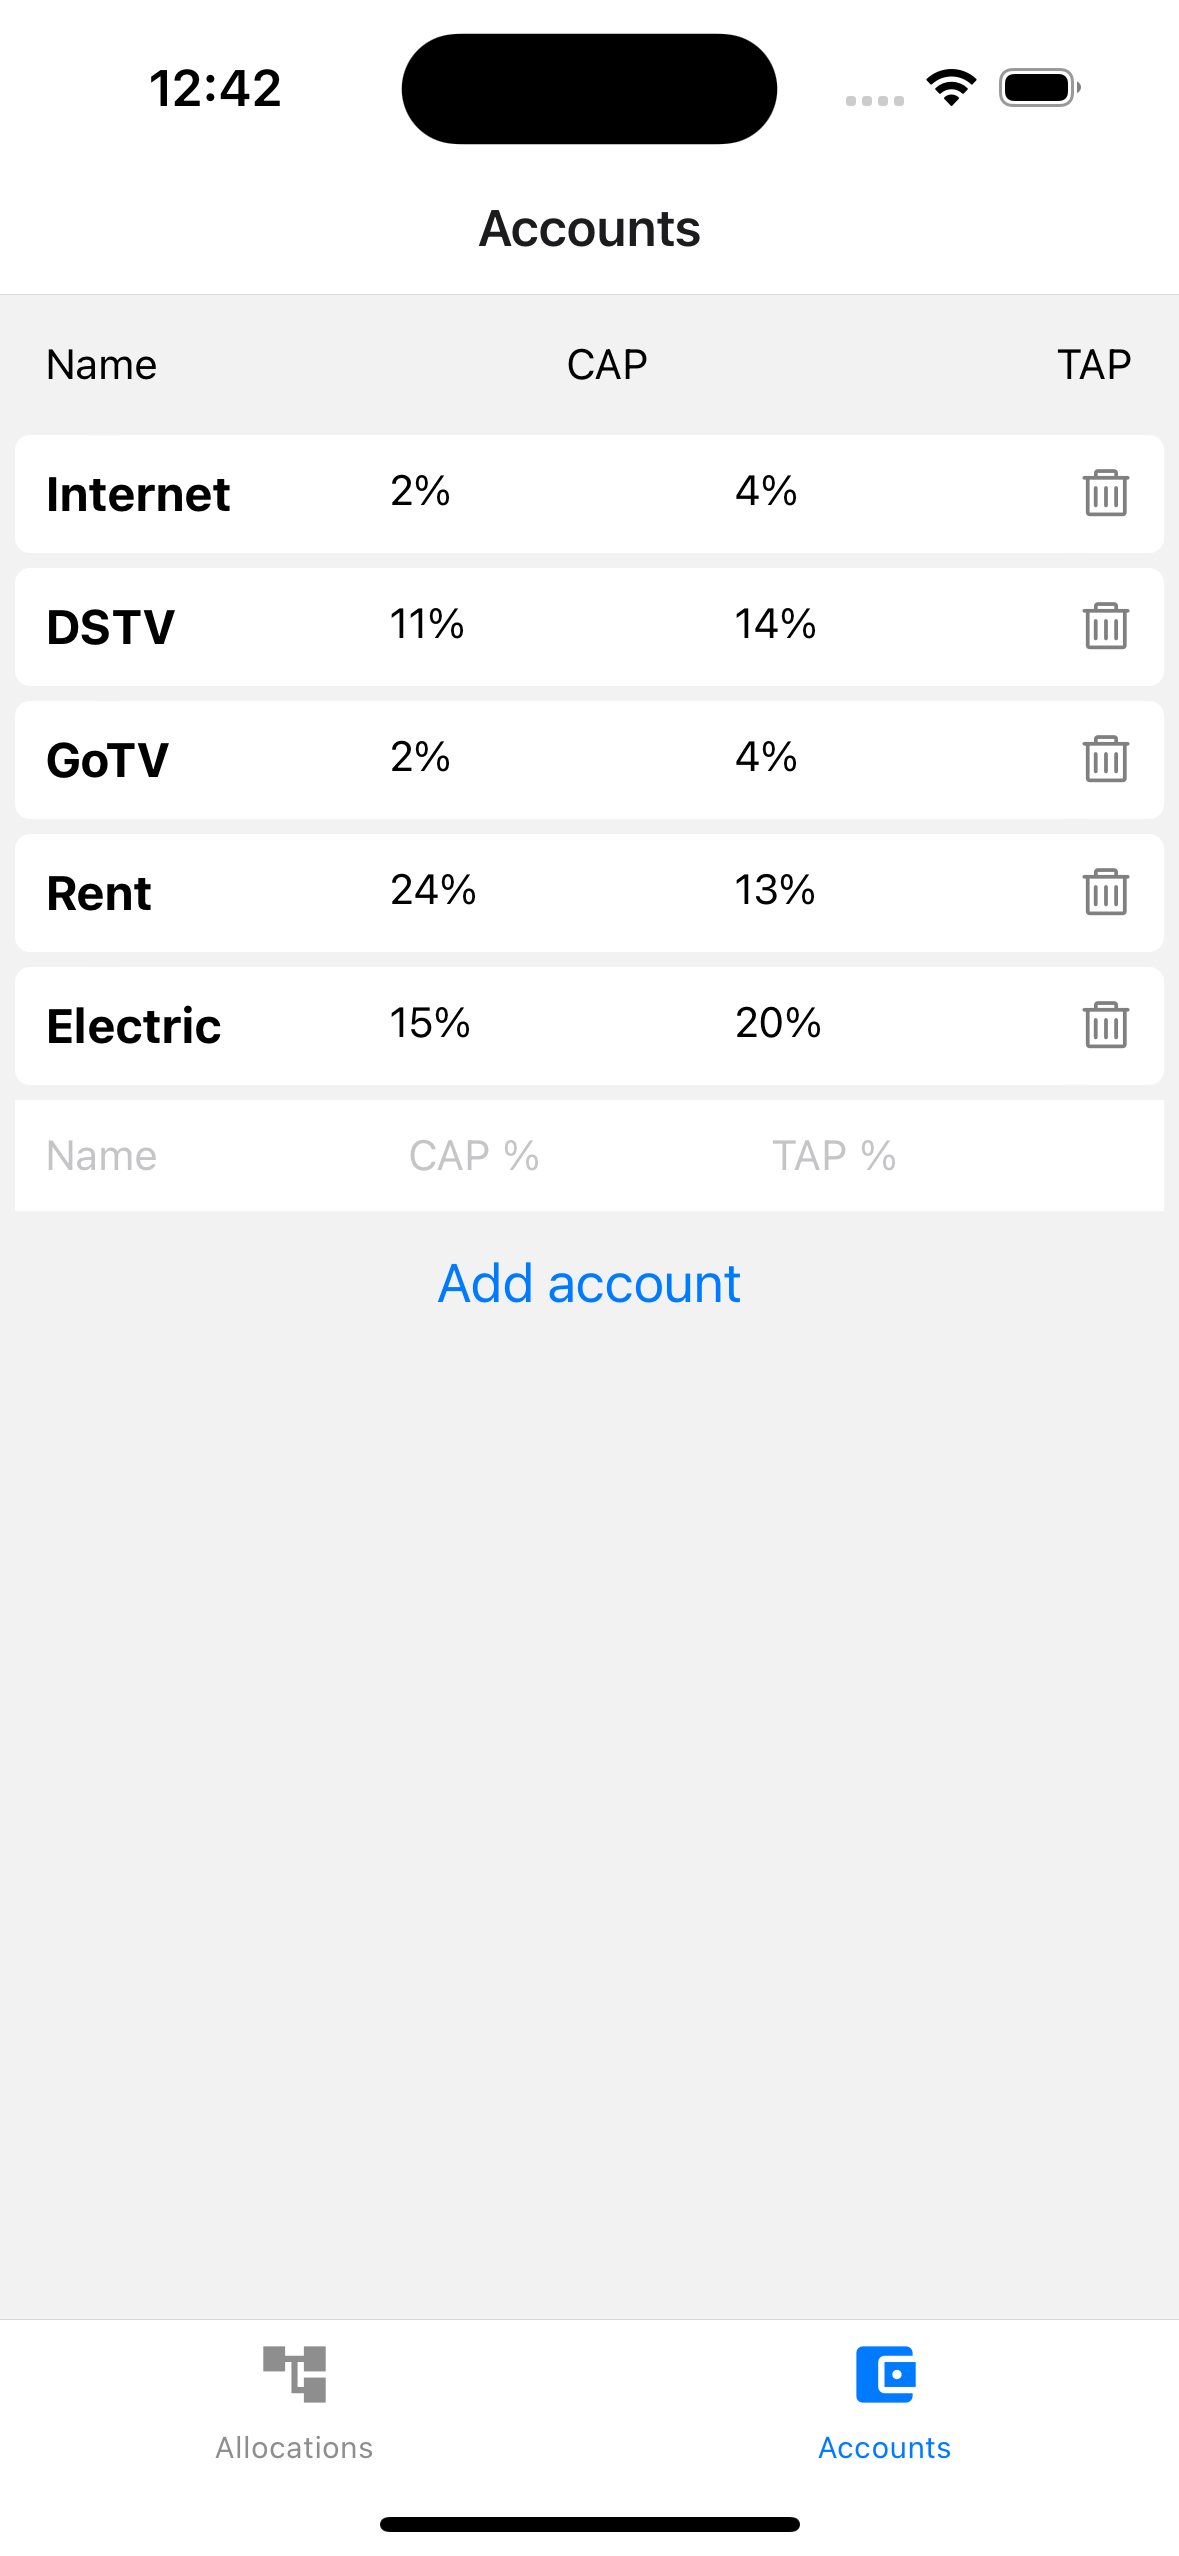 12:42
Accounts
Name CAP TAP
Internet 2% 4%
DSTV 11% 14%
GoTV 2% 4%
Rent 24% 13%
Electric 15% 20%
Name CAP % TAP %
Add account
Allocations Accounts